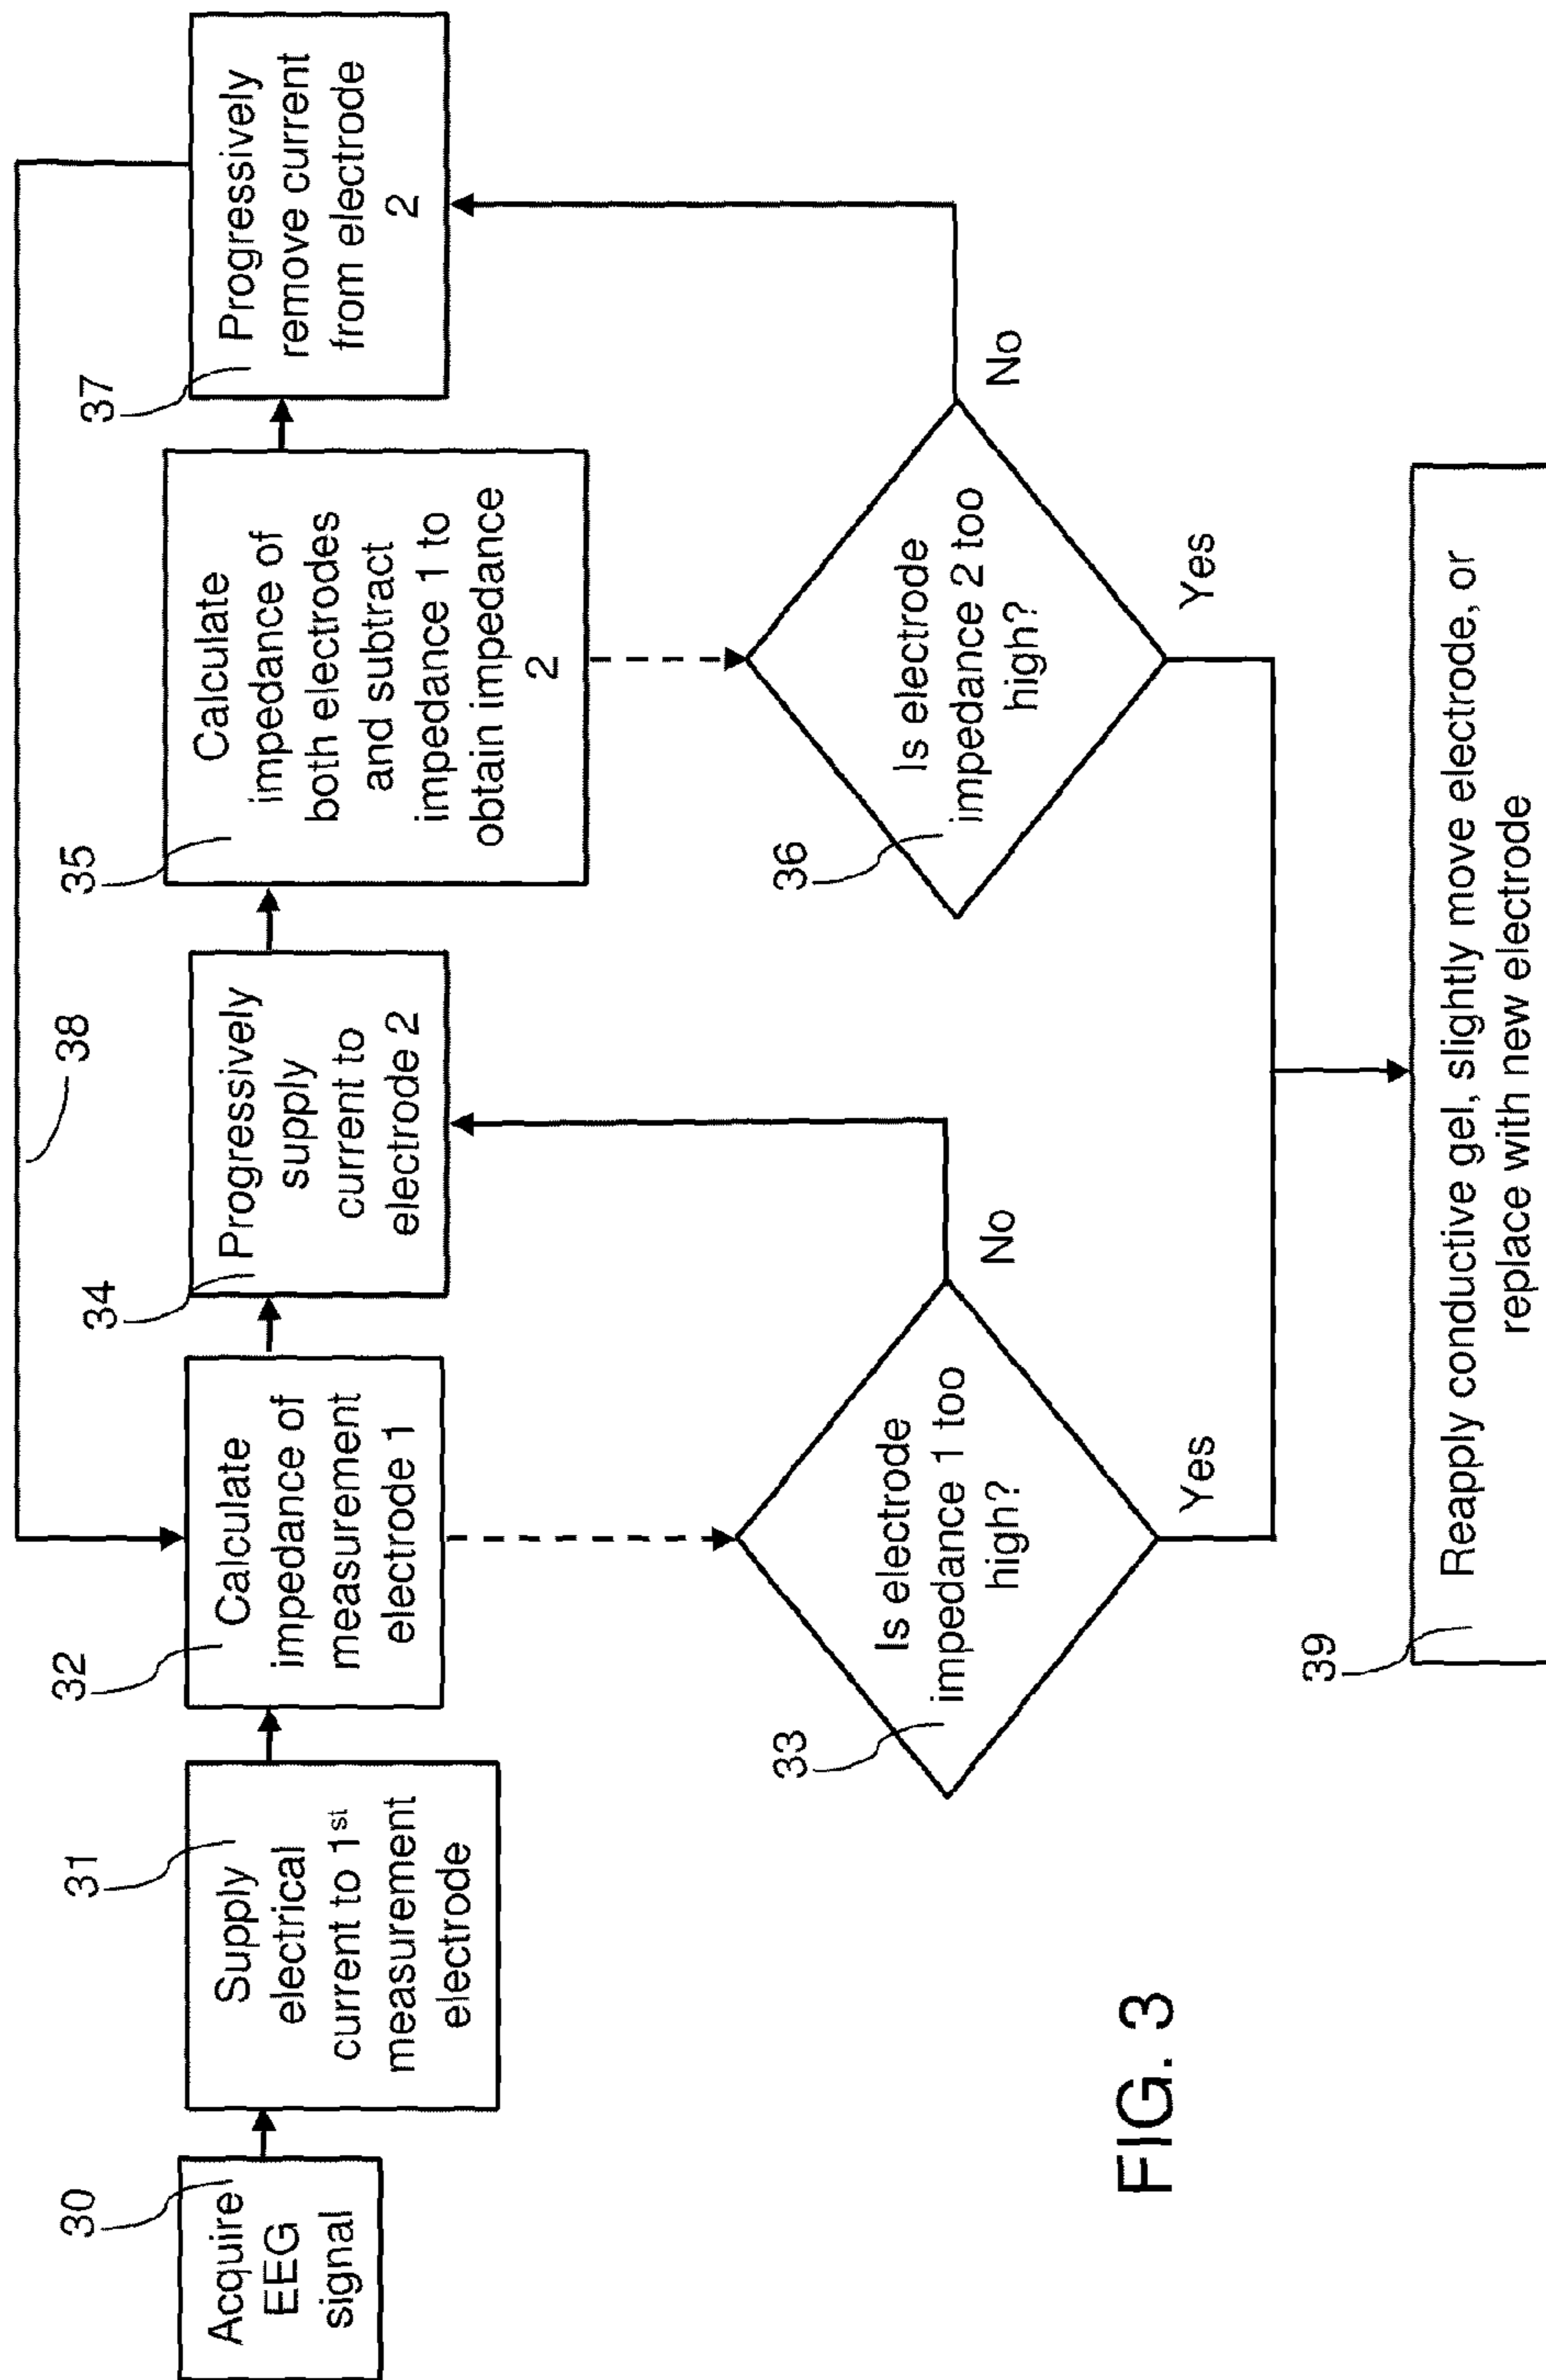 30
Acquire
EEG
signal
31
Supply
electrical
current to 1st
measurement
electrode
32
Calculate
impedance of
measurement
electrode 1
34
Progressively
supply
current to
electrode 2
35
Calculate
impedance of
both electrodes
and subtract
impedance 1 to
obtain impedance
2
37
Progressively
remove current
from electrode
2
38
33
Is electrode
impedance 1 too
high?
No
Yes
36
Is electrode
impedance 2 too
high?
No
Yes
39
Reapply conductive gel, slightly move electrode, or
replace with new electrode
FIG. 3